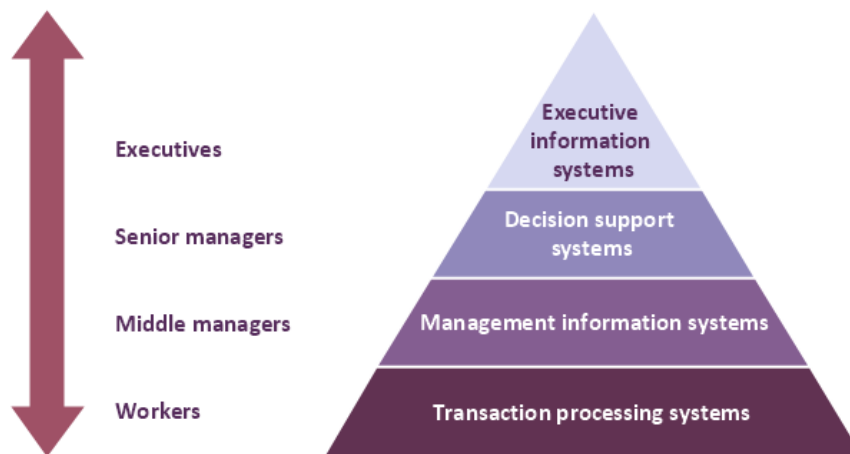 Executives
Executive
information
systems
Senior managers
Decision support
systems
Middle managers
Management information systems
Workers
Transaction processing systems